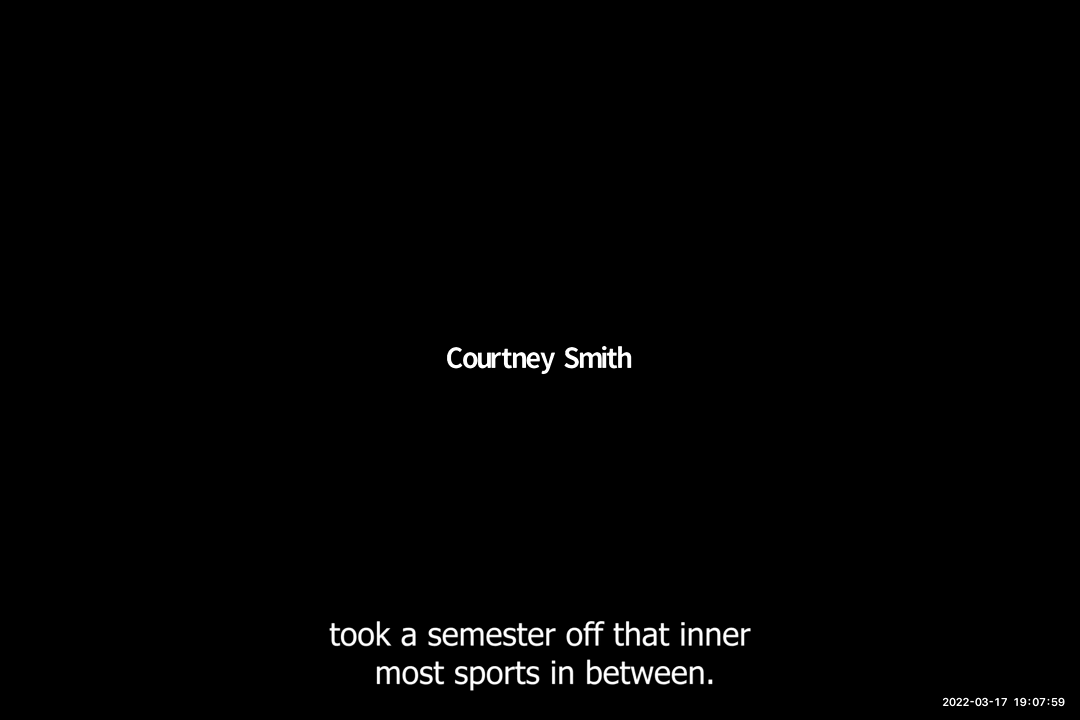 Courtney Smith
took a semester off that inner
most sports in between.
2022-03-17 19:07:59